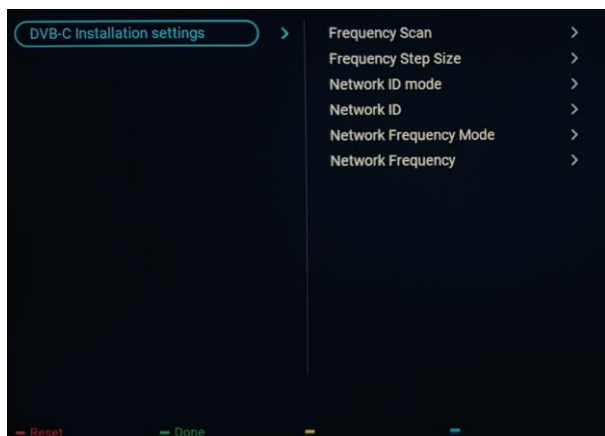 DVB-C Installation settings
Frequency Scan
Frequency Step Size
Network ID mode
Network ID
Network Frequency Mode
Network Frequency
Reset
Done